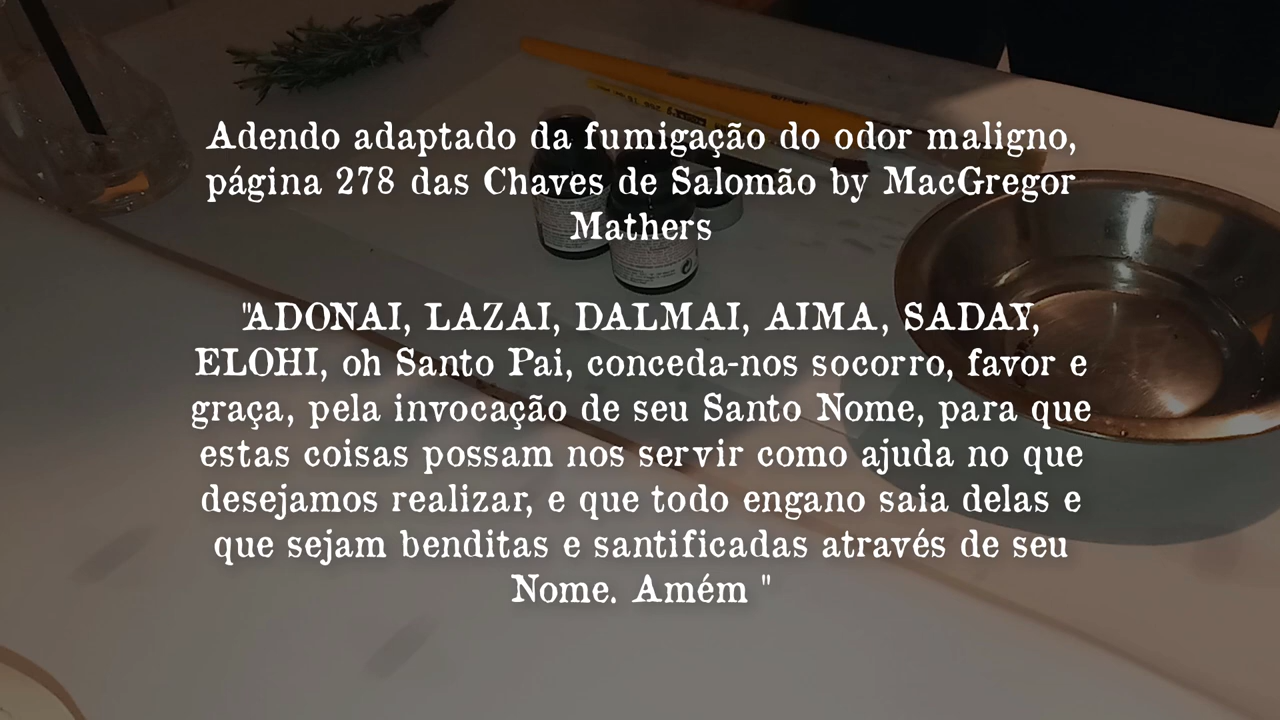 Adendo adaptado da fumigação do odor maligno,
página 278 das Chaves de Salomão by MacGregor
Mathers
"ADONAI, LAZAI, DALMAI, AIMA, SADAY,
ELOHI, oh Santo Pai, conceda-nos socorro, favor e
graça, pela invocação de seu Santo Nome, para que
estas coisas possam nos servir como ajuda no que
desejamos realizar, e que todo engano saia delas e
que sejam benditas e santificadas através de seu
Nome. Amém "